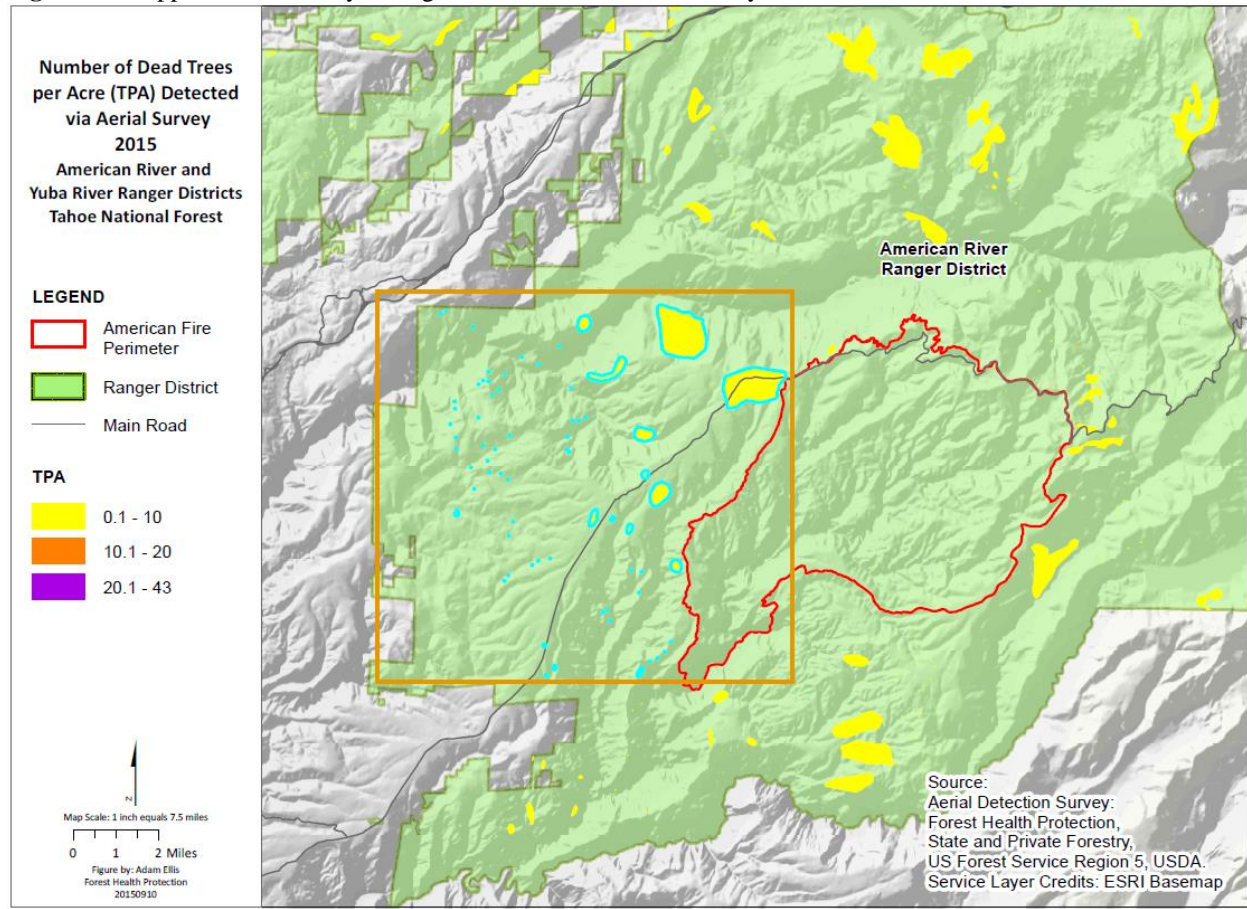 Number of Dead Trees
per Acre (TPA) Detected
via Aerial Survey
2015
American River and
Yuba River Ranger Districts
Tahoe National Forest
LEGEND
American Fire
Perimeter
Ranger District
Main Road
TPA
0.1 - 10
10.1 - 20
20.1 - 43
N
Map Scale: 1 inch equals 7.5 miles
0 1 2 Miles
Figure by: Adam Ellis
Forest Health Protection
20150910
American River
Ranger District
Source:
Aerial Detection Survey:
Forest Health Protection,
State and Private Forestry,
US Forest Service Region 5, USDA.
Service Layer Credits: ESRI Basemap